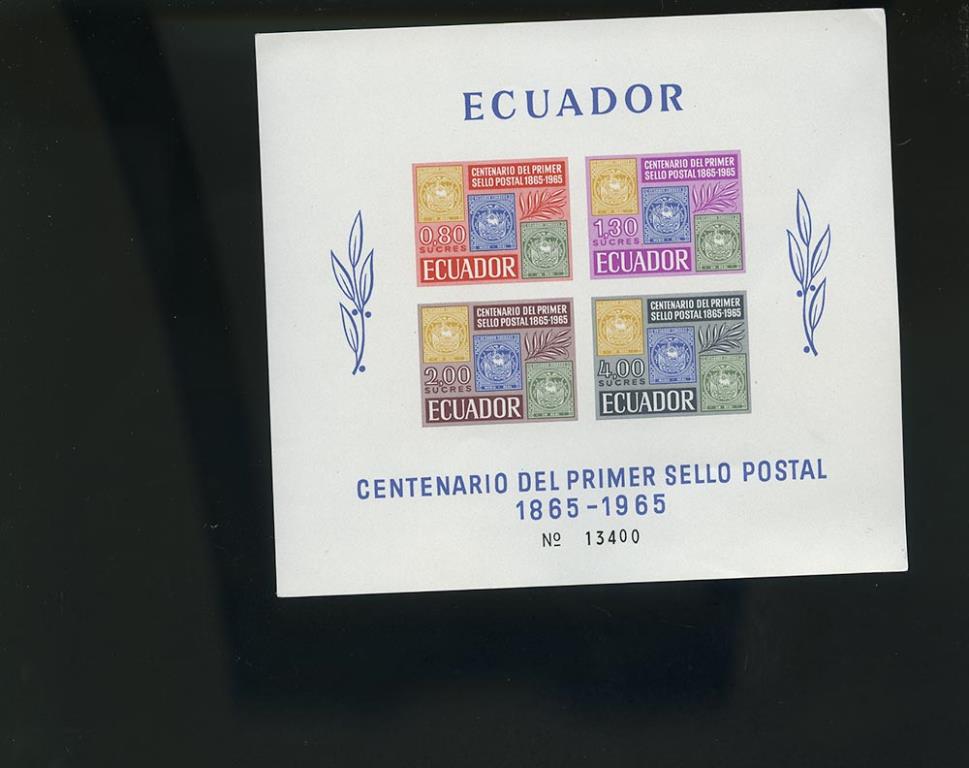 ECUADOR
CENTENARIO DEL PRIMER
SELLO POSTAL 1865-1965
0,80
SUCRES
ECUADOR
CENTENARIO DEL PRIMER
SELLO POSTAL 1865-1965
1,30
SUCRES
ECUADOR
CENTENARIO DEL PRIMER
SELLO POSTAL 1865-1965
2,00
SUCRES
ECUADOR
CENTENARIO DEL PRIMER
SELLO POSTAL 1865-1965
4,00
SUCRES
ECUADOR
CENTENARIO DEL PRIMER SELLO POSTAL
1865-1965
Nº 13400